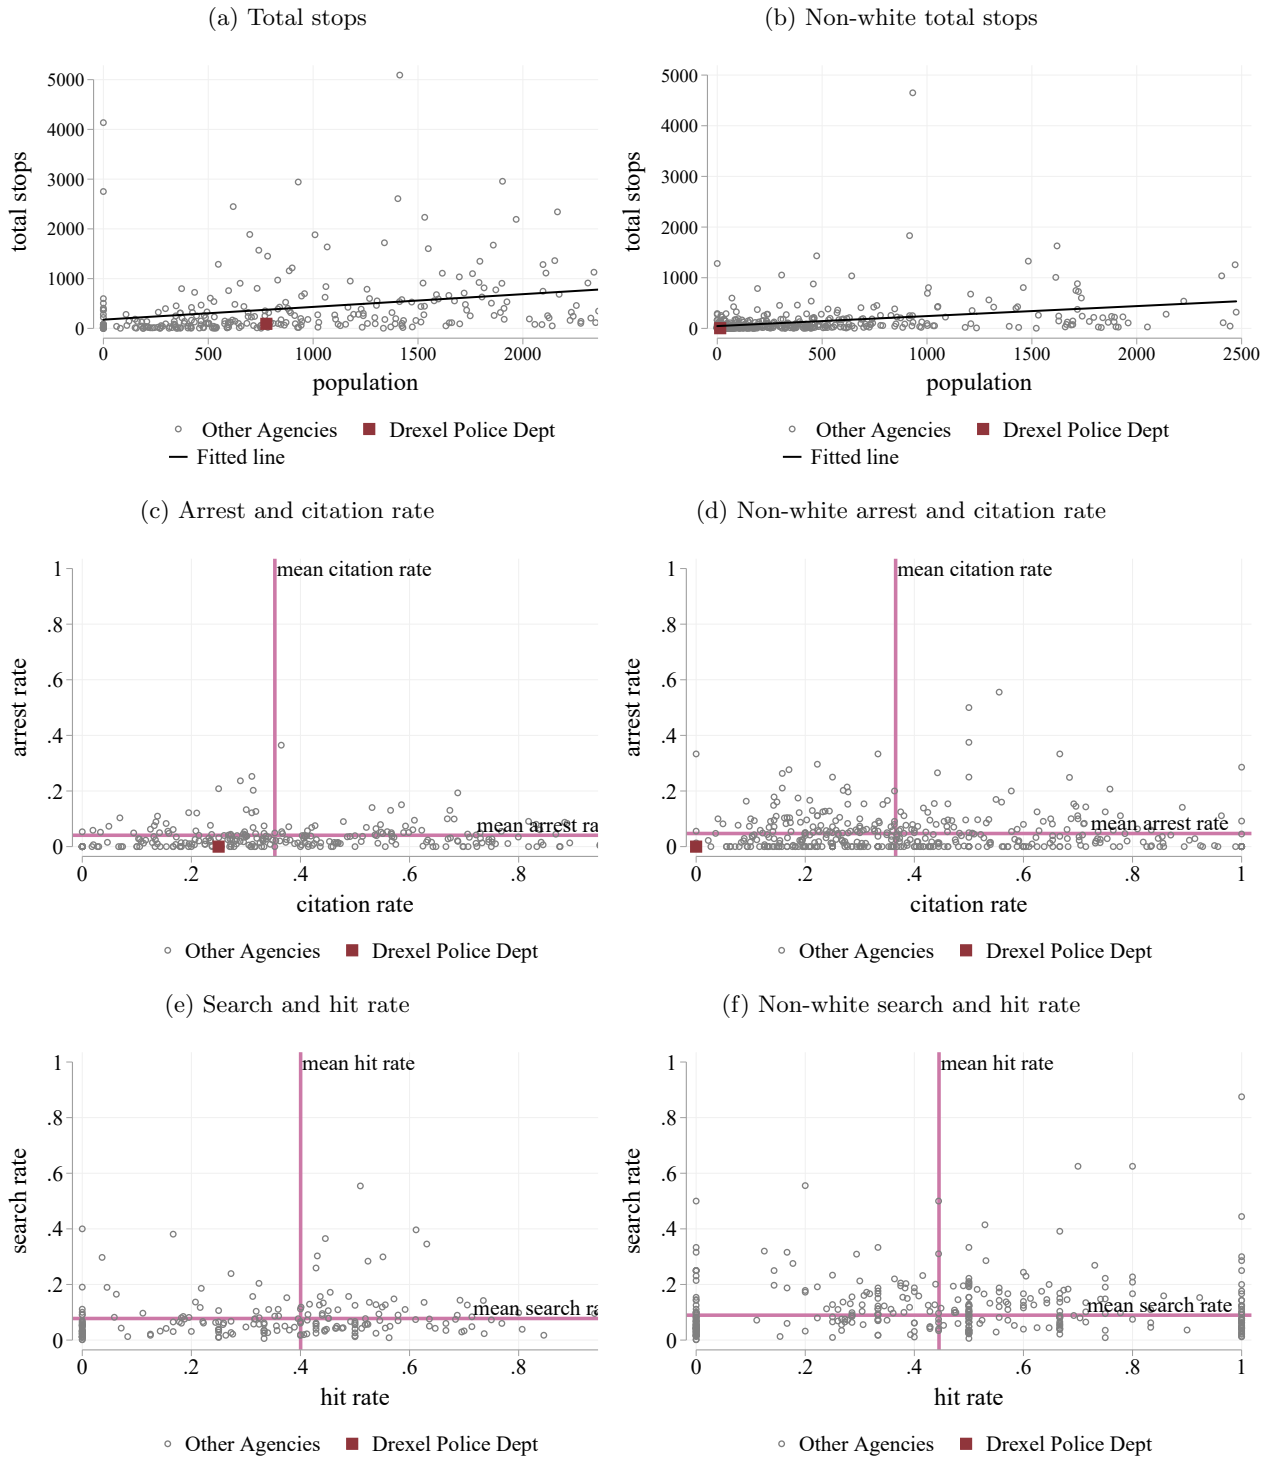 (a) Total stops
(b) Non-white total stops
5000
4000
3000
2000
1000
0
total stops
0 500 1000 1500 2000
population
Other Agencies Drexel Police Dept
Fitted line
5000
4000
3000
2000
1000
0
total stops
0 500 1000 1500 2000 2500
population
Other Agencies Drexel Police Dept
Fitted line
(c) Arrest and citation rate
(d) Non-white arrest and citation rate
1
.8
.6
.4
.2
0
arrest rate
mean citation rate
mean arrest ra
0 .2 .4 .6 .8
citation rate
Other Agencies Drexel Police Dept
1
.8
.6
.4
.2
0
arrest rate
mean citation rate
mean arrest rate
0 .2 .4 .6 .8 1
citation rate
Other Agencies Drexel Police Dept
(e) Search and hit rate
(f) Non-white search and hit rate
1
.8
.6
.4
.2
0
search rate
mean hit rate
mean search ra
0 .2 .4 .6 .8
hit rate
Other Agencies Drexel Police Dept
1
.8
.6
.4
.2
0
search rate
mean hit rate
mean search rate
0 .2 .4 .6 .8 1
hit rate
Other Agencies Drexel Police Dept